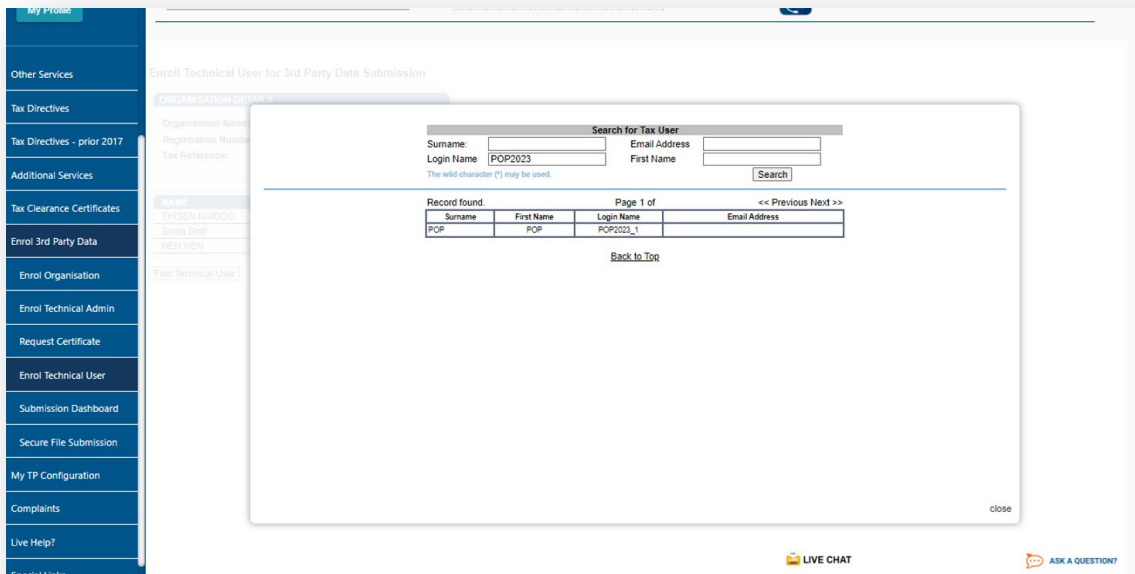 My Profile
Other Services
Tax Directives
Tax Directives - prior 2017
Additional Services
Tax Clearance Certificates
Enrol 3rd Party Data
Enrol Organisation
Enrol Technical Admin
Request Certificate
Enrol Technical User
Submission Dashboard
Secure File Submission
My TP Configuration
Complaints
Live Help?
Enroll Technical User for 3rd Party Data Submission
ORGANISATION DETAILS
Organisation Name
Registration Numbe
Tax Reference:
NAME
THISEN NAIDOO
Sonja Smit
HEN HEN
Find Technical User
Search for Tax User
Surname: Email Address
Login Name POP2023 First Name
The wild character (*) may be used. Search
Record found. Page 1 of << Previous Next >>
Surname First Name Login Name Email Address
POP POP POP2023_1
Back to Top
close
LIVE CHAT
ASK A QUESTION?